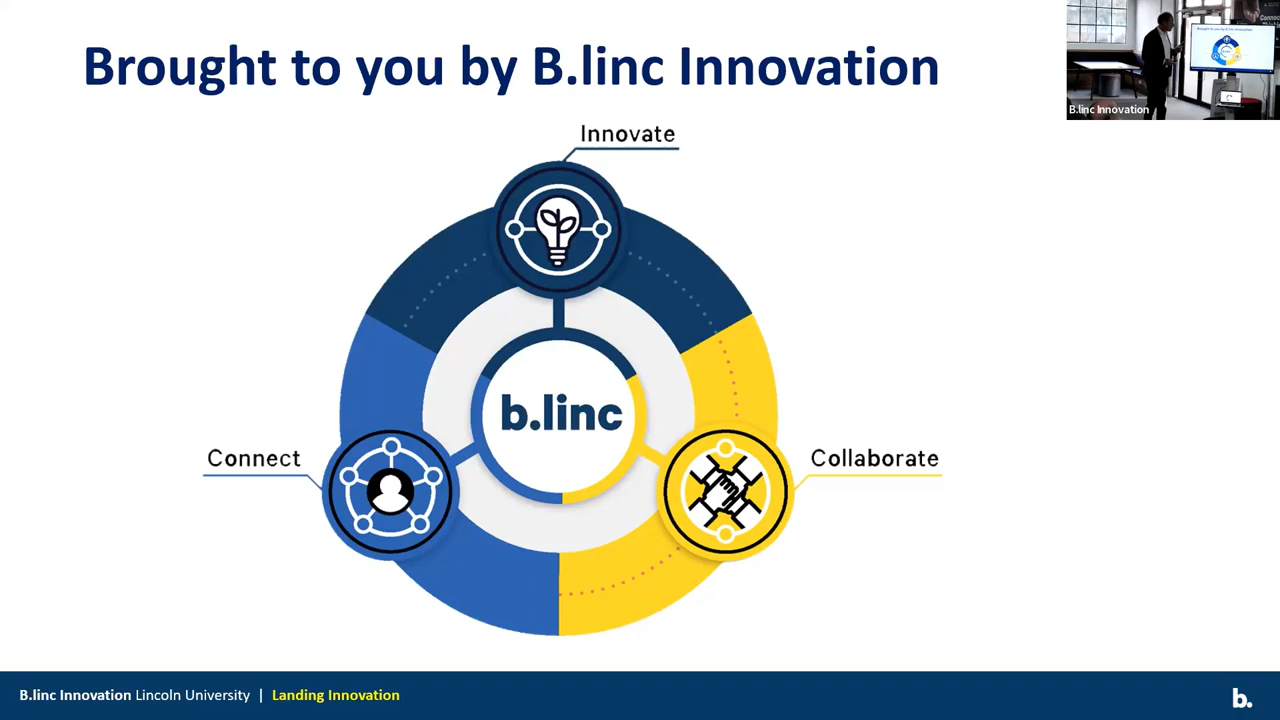 Brought to you by B.linc Innovation
B.linc Innovation
Innovate
b.linc
Connect
Collaborate
B.linc Innovation Lincoln University | Landing Innovation
b.